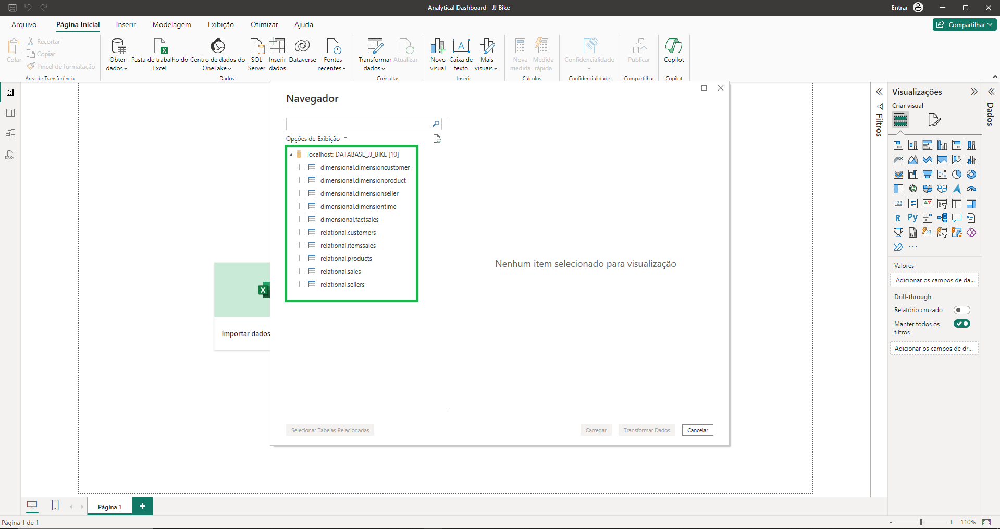 Analytical Dashboard - JJ Bike
Entrar
Arquivo
Página Inicial
Inserir
Modelagem
Exibição
Otimizar
Ajuda
Compartilhar
Colar
Recortar
Copiar
Pincel de formatação
Área de Transferência
Obter
dados
Pasta de trabalho do
Excel
Centro de dados do
OneLake
SQL
Server
Inserir
dados
Dataverse
Fontes
recentes
Dados
Transformar
dados
Atualizar
Consultas
Novo
visual
Caixa de
texto
Mais
visuais
Inserir
Nova
medida
Medida
rápida
Cálculos
Confidencialidade
Confidencialidade
Publicar
Compartilhar
Copilot
Copilot
Navegador
Opções de Exibição
localhost: DATABASE_JJ_BIKE [10]
dimensional.dimensioncustomer
dimensional.dimensionproduct
dimensional.dimensionseller
dimensional.dimensiontime
dimensional.factsales
relational.customers
relational.itemssales
relational.products
relational.sales
relational.sellers
Nenhum item selecionado para visualização
Selecionar Tabelas Relacionadas
Carregar
Transformar Dados
Cancelar
Importar dados
Filtros
Visualizações
Criar visual
Valores
Adicionar os campos de da...
Drill-through
Relatório cruzado
Manter todos os
filtros
Adicionar os campos de dr...
Dados
Página 1
Página 1 de 1
110%